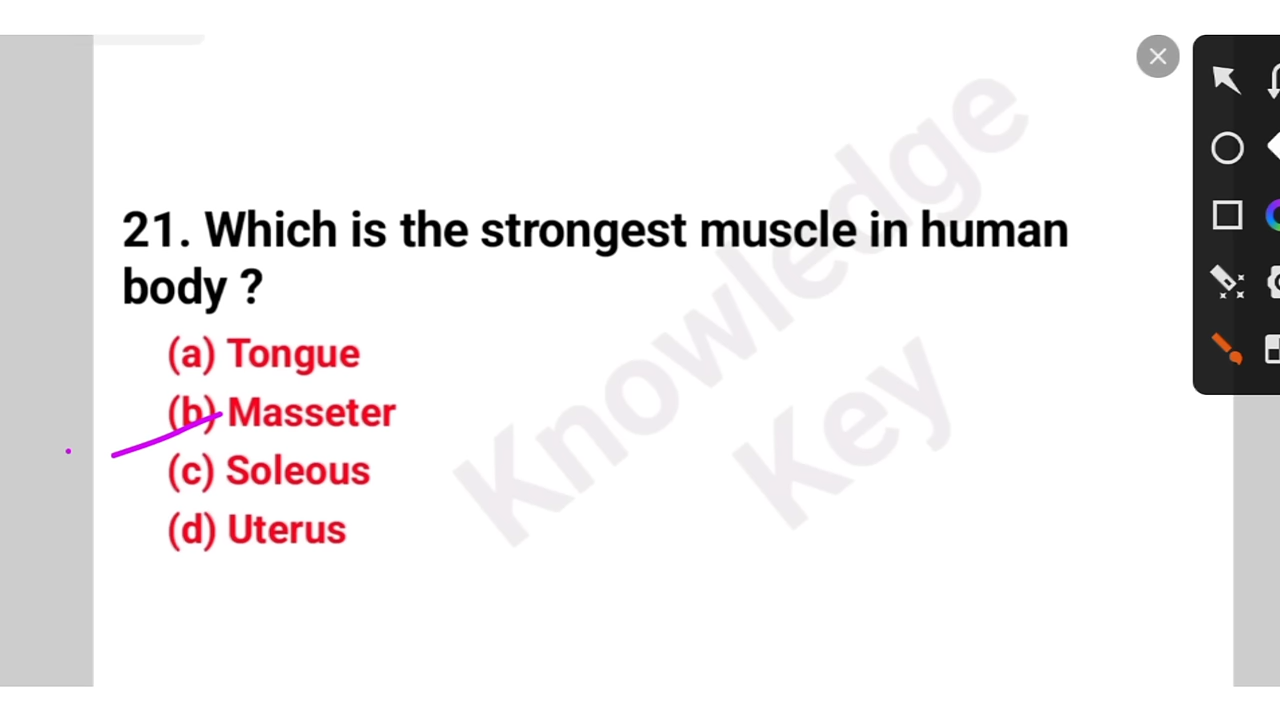 21. Which is the strongest muscle in human
body ?
(a) Tongue
(b) Masseter
(c) Soleous
(d) Uterus
Knowledge
Key